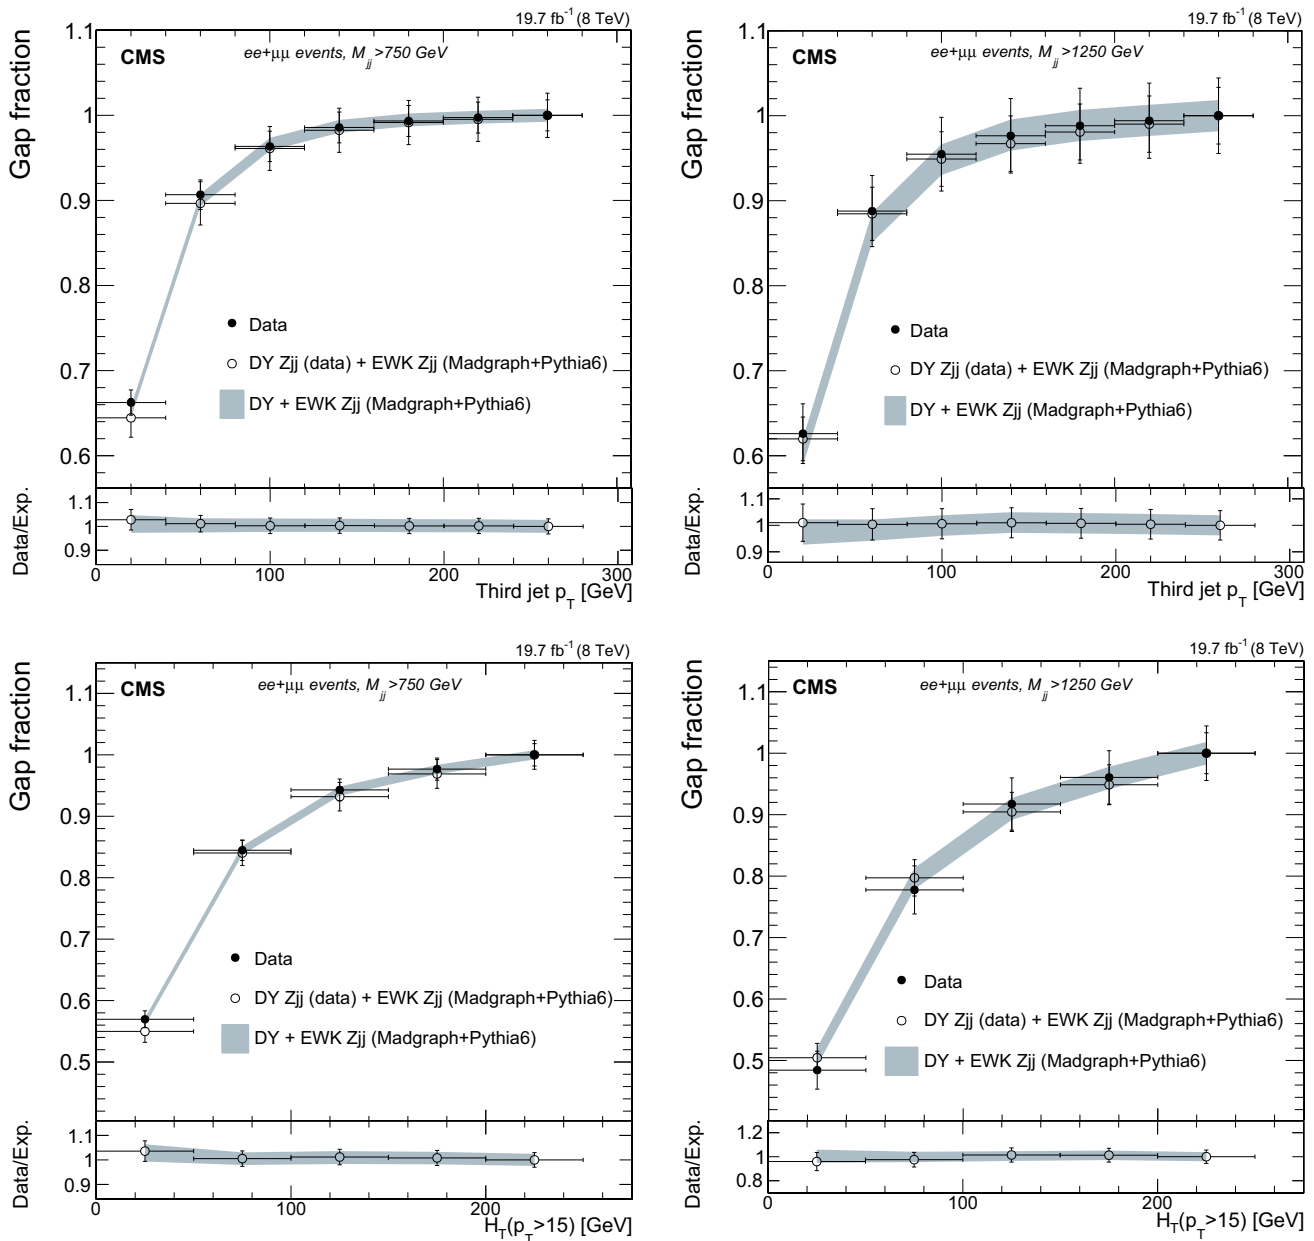 19.7 fb⁻¹ (8 TeV)
CMS
ee+μμ events, M_jj >750 GeV
Gap fraction
1.1
1
0.9
0.8
0.7
0.6
Data
DY Zjj (data) + EWK Zjj (Madgraph+Pythia6)
DY + EWK Zjj (Madgraph+Pythia6)
Data/Exp.
1.1
1
0.9
0 100 200 300
Third jet p_T [GeV]
19.7 fb⁻¹ (8 TeV)
CMS
ee+μμ events, M_jj >1250 GeV
Gap fraction
1.1
1
0.9
0.8
0.7
0.6
Data
DY Zjj (data) + EWK Zjj (Madgraph+Pythia6)
DY + EWK Zjj (Madgraph+Pythia6)
Data/Exp.
1.1
1
0.9
0 100 200 300
Third jet p_T [GeV]
19.7 fb⁻¹ (8 TeV)
CMS
ee+μμ events, M_jj >750 GeV
Gap fraction
1.1
1
0.9
0.8
0.7
0.6
0.5
Data
DY Zjj (data) + EWK Zjj (Madgraph+Pythia6)
DY + EWK Zjj (Madgraph+Pythia6)
Data/Exp.
1.1
1
0.9
0 100 200
H_T(p_T>15) [GeV]
19.7 fb⁻¹ (8 TeV)
CMS
ee+μμ events, M_jj >1250 GeV
Gap fraction
1.1
1
0.9
0.8
0.7
0.6
0.5
Data
DY Zjj (data) + EWK Zjj (Madgraph+Pythia6)
DY + EWK Zjj (Madgraph+Pythia6)
Data/Exp.
1.2
1
0.8
0 100 200
H_T(p_T>15) [GeV]